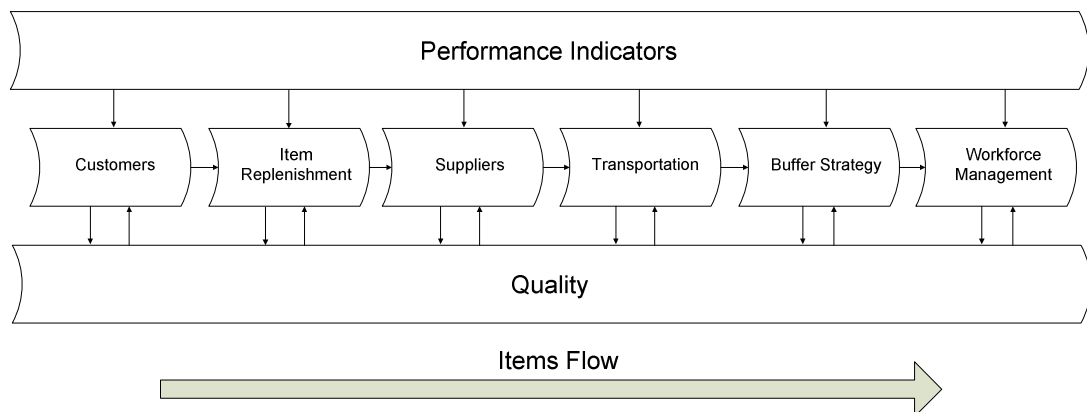 Performance Indicators
Customers
Item
Replenishment
Suppliers
Transportation
Buffer Strategy
Workforce
Management
Quality
Items Flow